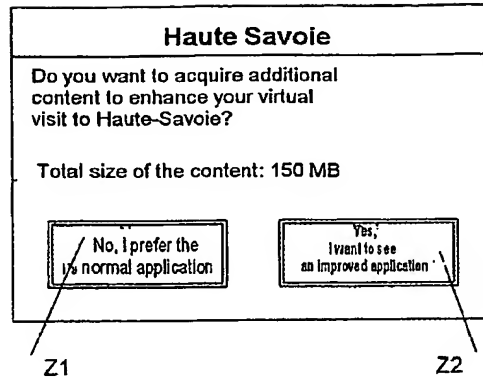 Haute Savoie
Do you want to acquire additional
content to enhance your virtual
visit to Haute-Savoie?
Total size of the content: 150 MB
No, I prefer the
normal application
Yes,
I want to see
an improved application
Z1
Z2